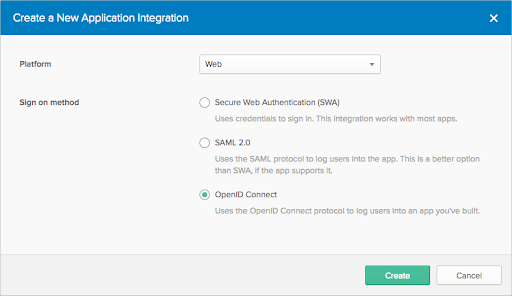 Create a New Application Integration
Platform
Web
Sign on method
Secure Web Authentication (SWA)
Uses credentials to sign in. This integration works with most apps.
SAML 2.0
Uses the SAML protocol to log users into the app. This is a better option
than SWA, if the app supports it.
OpenID Connect
Uses the OpenID Connect protocol to log users into an app you've built.
Create
Cancel